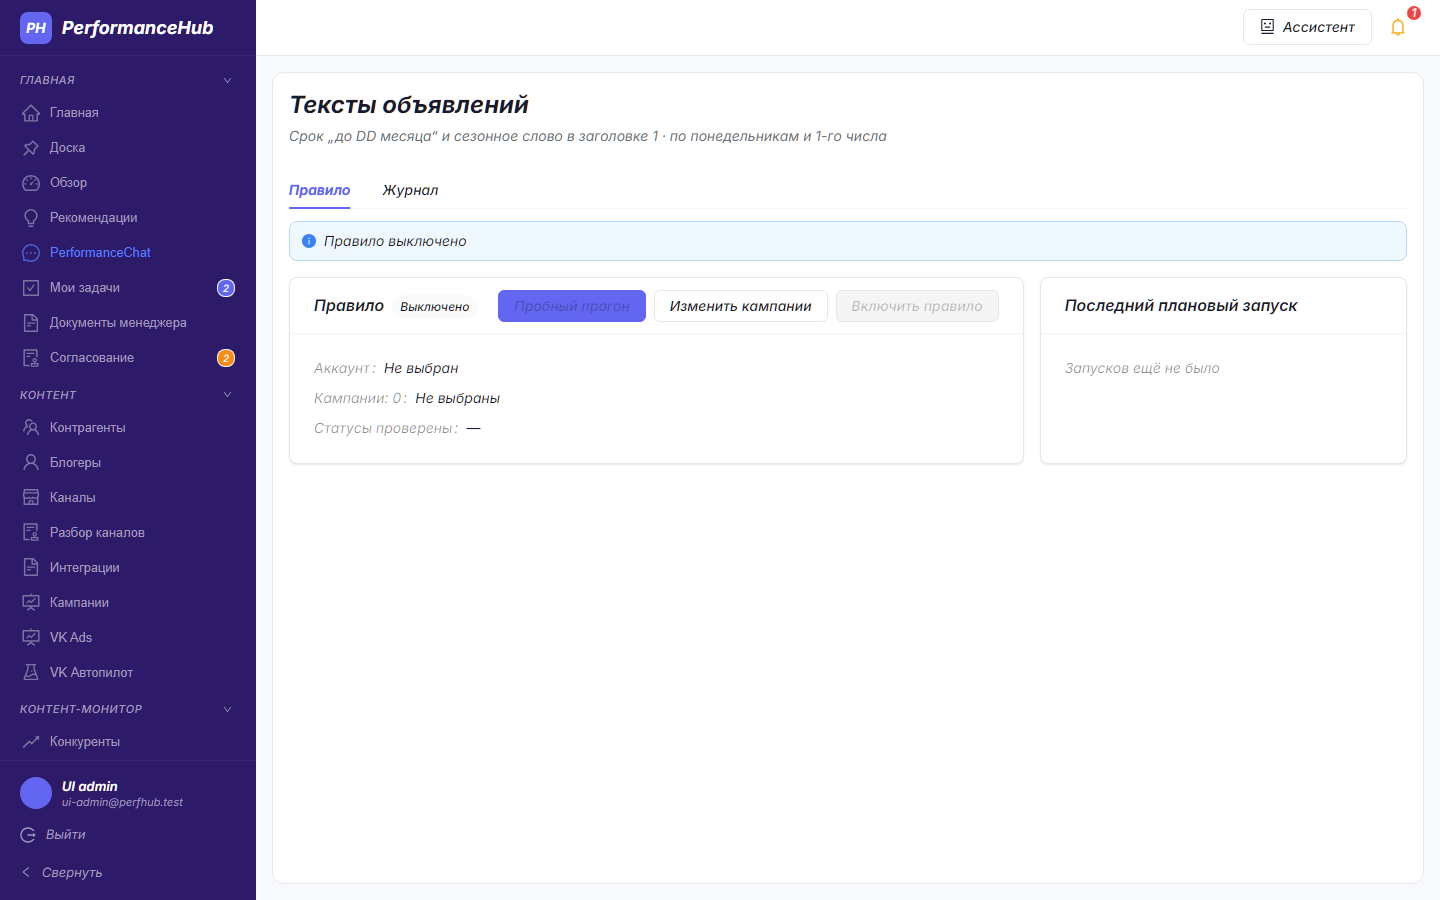 PH PerformanceHub
ГЛАВНАЯ
Главная
Доска
Обзор
Рекомендации
PerformanceChat
Мои задачи 2
Документы менеджера
Согласование 2
КОНТЕНТ
Контрагенты
Блогеры
Каналы
Разбор каналов
Интеграции
Кампании
VK Ads
VK Автопилот
КОНТЕНТ-МОНИТОР
Конкуренты
UI admin
ui-admin@perfhub.test
Выйти
Свернуть
Ассистент 1
Тексты объявлений
Срок „до DD месяца“ и сезонное слово в заголовке 1 · по понедельникам и 1-го числа
Правило Журнал
Правило выключено
Правило Выключено Пробный прогон Изменить кампании Включить правило
Аккаунт: Не выбран
Кампании: 0: Не выбраны
Статусы проверены: —
Последний плановый запуск
Запусков ещё не было